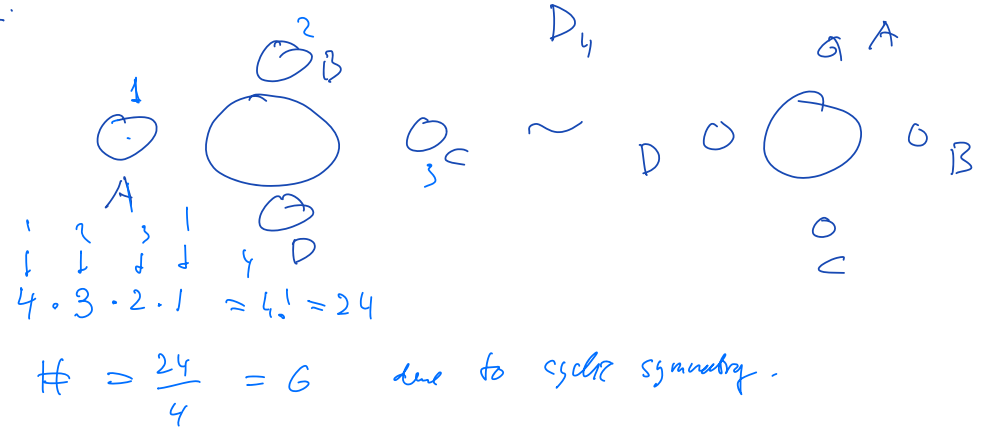 2 B D₄ A
1
C ~ D B
3
A
D C
1 2 3 1 4
↓ ↓ ↓ ↓
4 · 3 · 2 · 1 = 4! = 24
# = 24/4 = 6 due to cyclic symmetry.